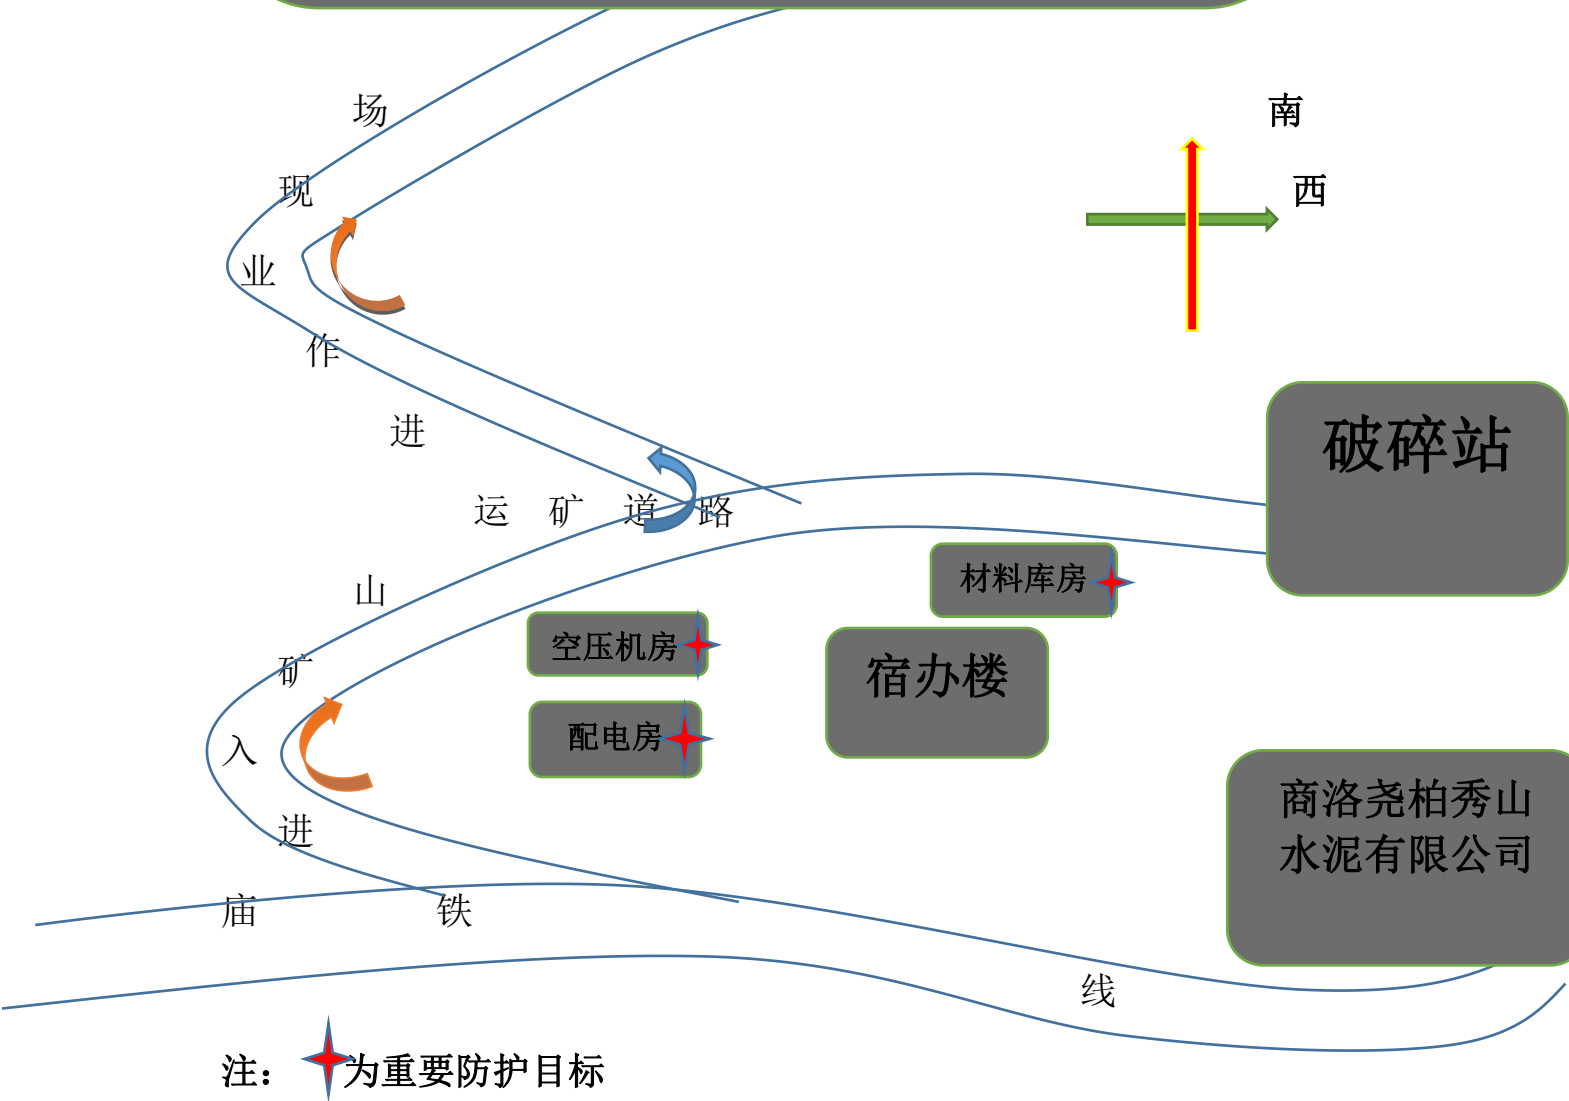 场
南
现
西
业
作
进
破碎站
运 矿 道 路
材料库房
山
空压机房
宿办楼
矿
配电房
入
进
商洛尧柏秀山
水泥有限公司
庙 铁
线
注： 为重要防护目标